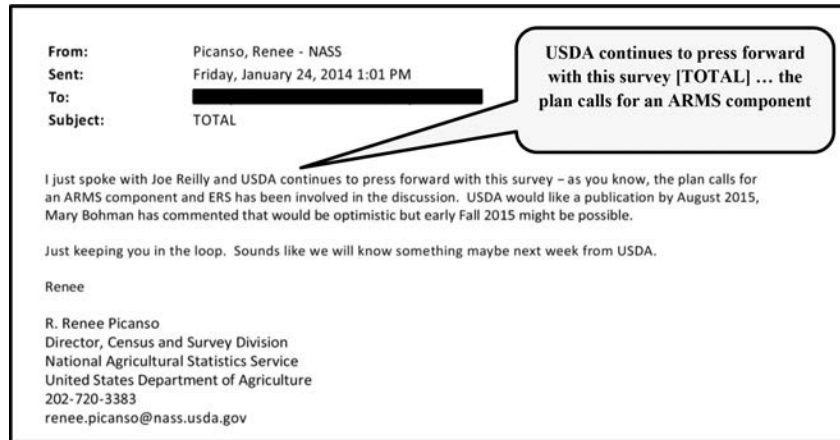 From: Picanso, Renee - NASS
Sent: Friday, January 24, 2014 1:01 PM
To:
Subject: TOTAL
USDA continues to press forward
with this survey [TOTAL] … the
plan calls for an ARMS component
I just spoke with Joe Reilly and USDA continues to press forward with this survey – as you know, the plan calls for
an ARMS component and ERS has been involved in the discussion. USDA would like a publication by August 2015,
Mary Bohman has commented that would be optimistic but early Fall 2015 might be possible.
Just keeping you in the loop. Sounds like we will know something maybe next week from USDA.
Renee
R. Renee Picanso
Director, Census and Survey Division
National Agricultural Statistics Service
United States Department of Agriculture
202-720-3383
renee.picanso@nass.usda.gov